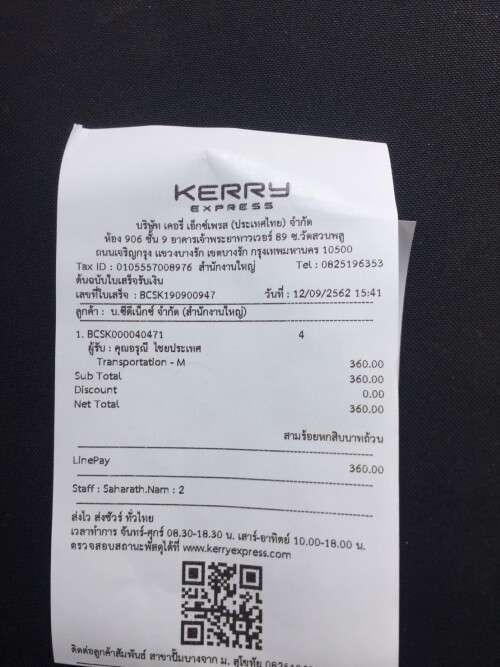 KERRY
EXPRESS
บริษัท เคอรี่ เอ็กซ์เพรส (ประเทศไทย) จำกัด
ห้อง 906 ชั้น 9 อาคารเจ้าพระยาทาวเวอร์ 89 ซ.วัดสวนพลู
ถนนเจริญกรุง แขวงบางรัก เขตบางรัก กรุงเทพมหานคร 10500
Tax ID : 0105557008976 สำนักงานใหญ่ Tel : 0825196353
ต้นฉบับใบเสร็จรับเงิน
เลขที่ใบเสร็จ : BCSK190900947 วันที่ : 12/09/2562 15:41
ลูกค้า : บ.ซีดีเน็กซ์ จำกัด (สำนักงานใหญ่)
1. BCSK000040471 4
ผู้รับ : คุณอรุณี ไชยประเทศ
Transportation - M 360.00
Sub Total 360.00
Discount 0.00
Net Total 360.00
สามร้อยหกสิบบาทถ้วน
LinePay 360.00
Staff : Saharath.Nam : 2
ส่งไว ส่งชัวร์ ทั่วไทย
เวลาทำการ จันทร์-ศุกร์ 08.30-18.30 น. เสาร์-อาทิตย์ 10.00-18.00 น.
ตรวจสอบสถานะพัสดุได้ที่ www.kerryexpress.com
ติดต่อลูกค้าสัมพันธ์ สาขาปั๊มบางจาก ม. สุโขทัย